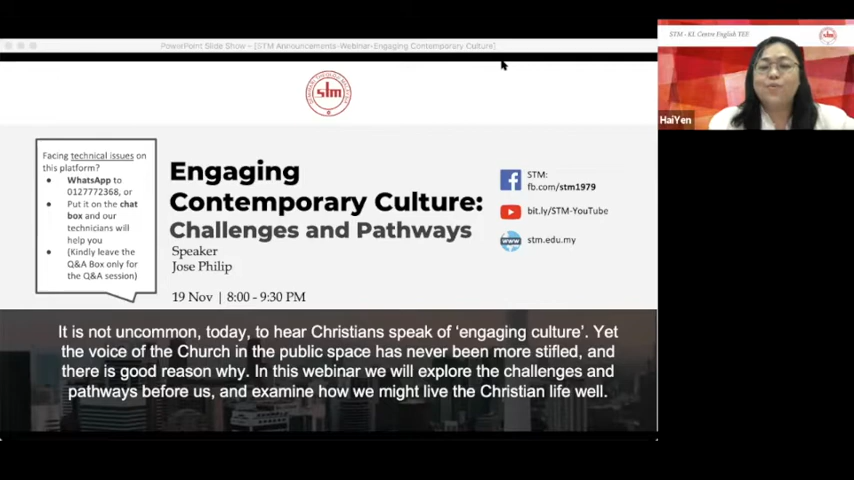 PowerPoint Slide Show - [STM Announcements-Webinar-Engaging Contemporary Culture]
STM - KL Centre English TEE
stm
HaiYen
stm
Facing technical issues on
this platform?
• WhatsApp to
0127772368, or
• Put it on the chat
box and our
technicians will
help you
• (Kindly leave the
Q&A Box only for
the Q&A session)
Engaging
Contemporary Culture:
Challenges and Pathways
Speaker
Jose Philip
19 Nov | 8:00 - 9:30 PM
STM:
fb.com/stm1979
bit.ly/STM-YouTube
www
stm.edu.my
It is not uncommon, today, to hear Christians speak of ‘engaging culture’. Yet
the voice of the Church in the public space has never been more stifled, and
there is good reason why. In this webinar we will explore the challenges and
pathways before us, and examine how we might live the Christian life well.